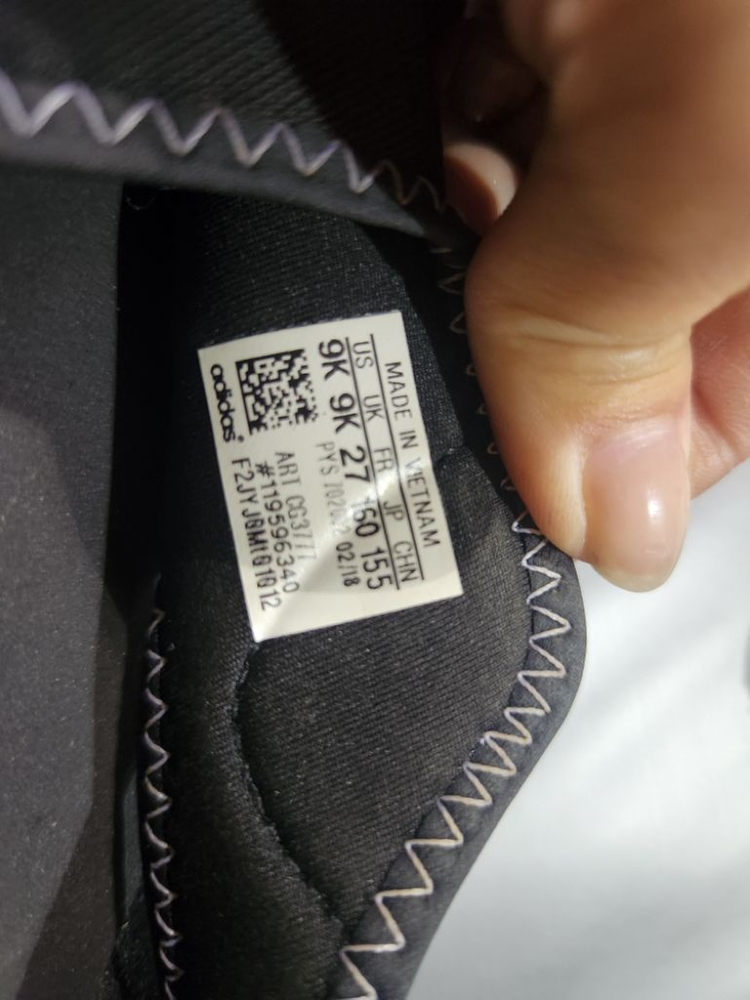 MADE IN VIETNAM
US UK FR JP CHN
9K 9K 27 160 155
02/18
adidas
ART CG3777
#119596340